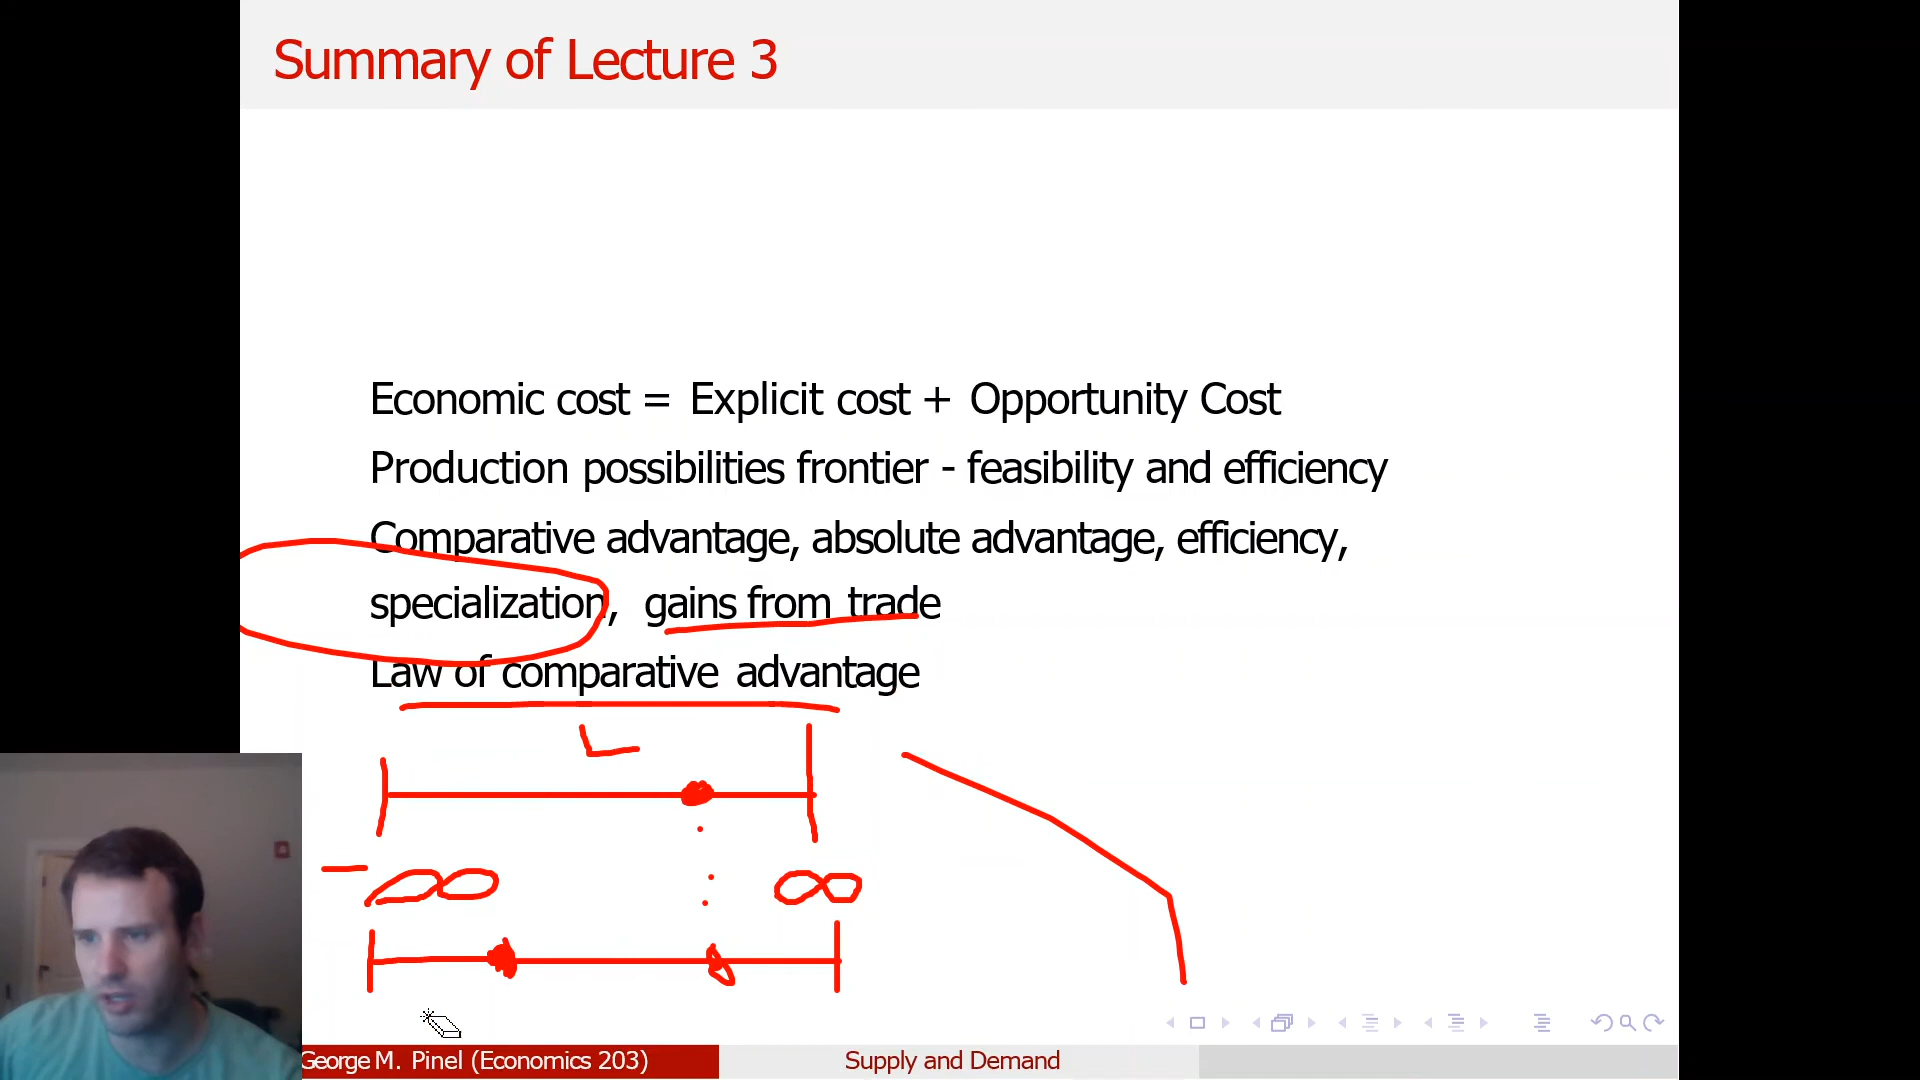 Summary of Lecture 3
Economic cost = Explicit cost + Opportunity Cost
Production possibilities frontier - feasibility and efficiency
Comparative advantage, absolute advantage, efficiency,
specialization, gains from trade
Law of comparative advantage
L
-∞ ∞
George M. Pinel (Economics 203) Supply and Demand